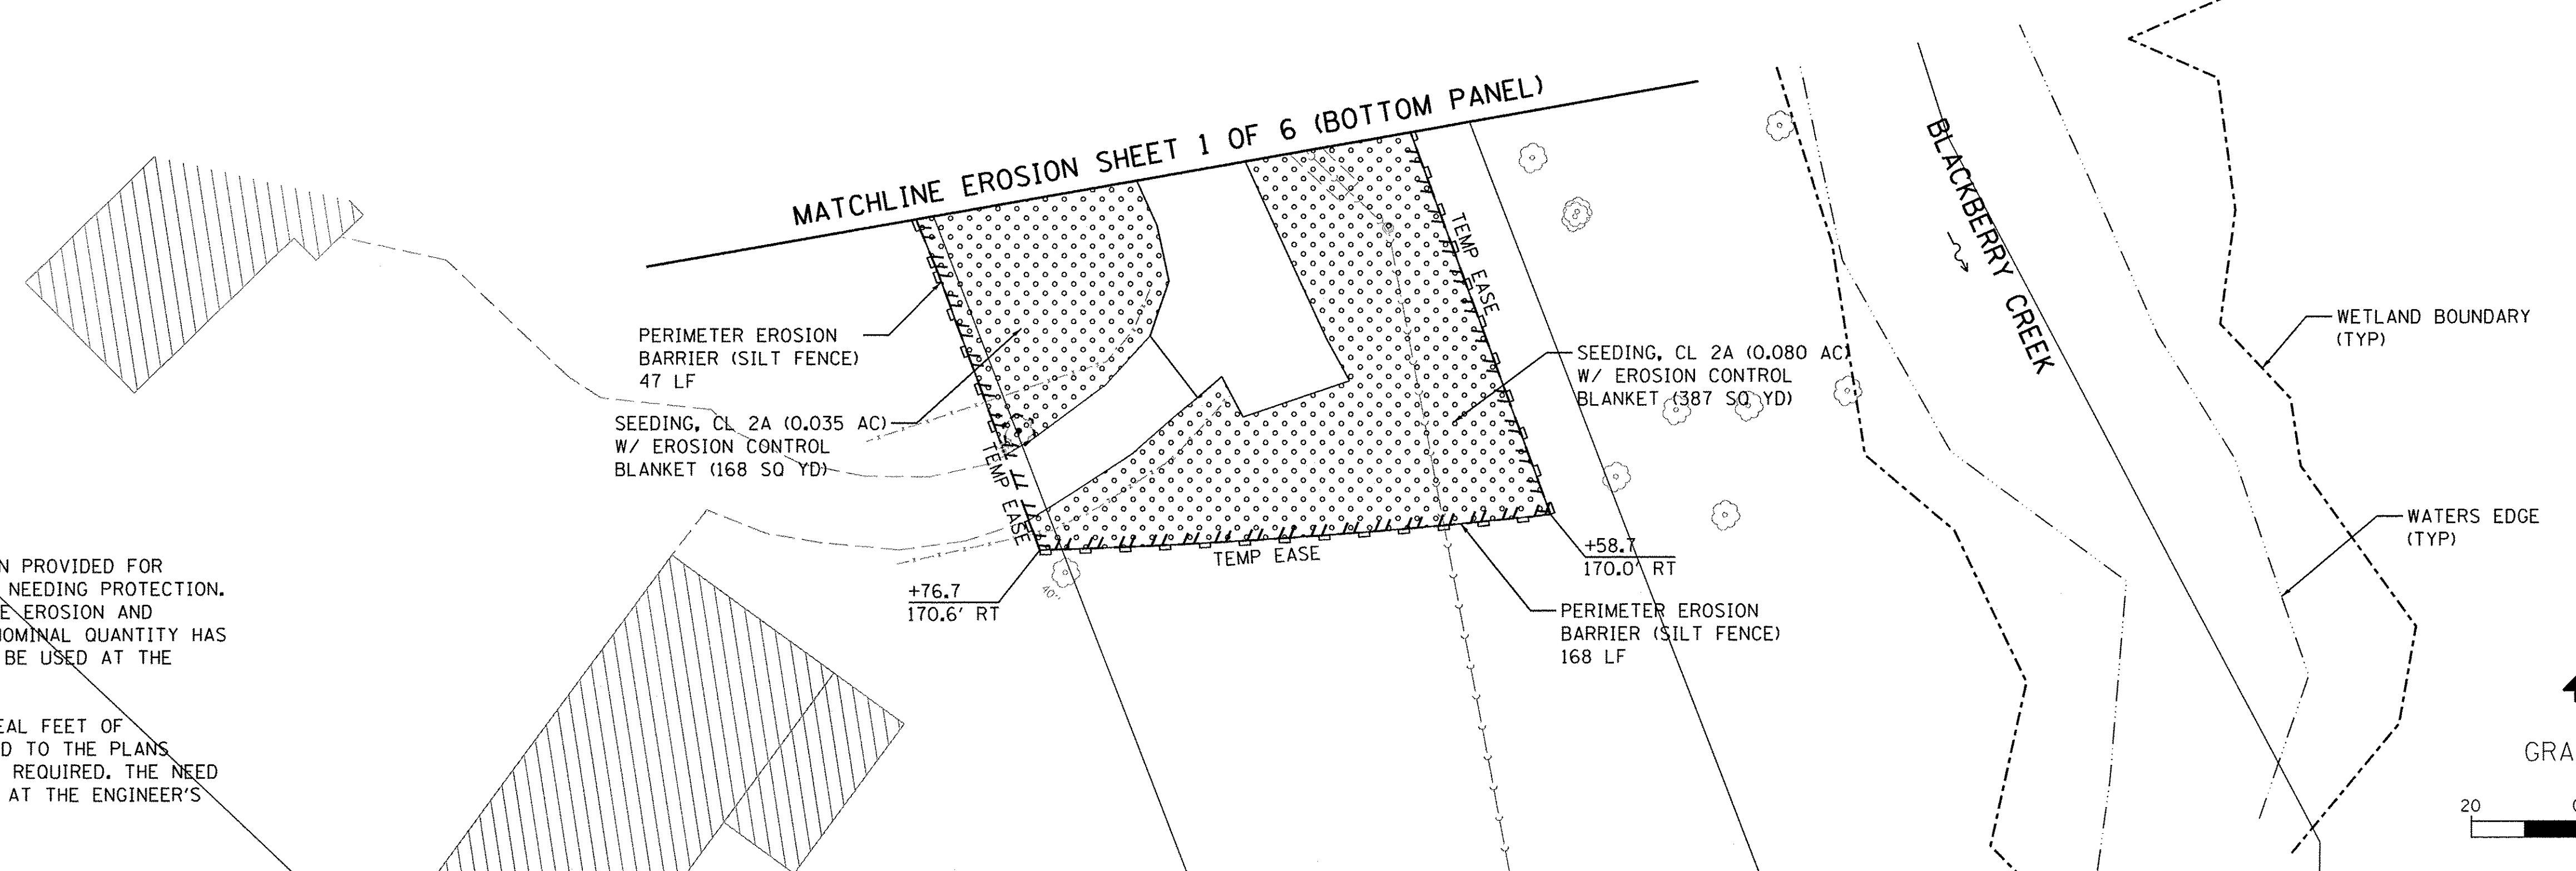 MATCHLINE EROSION SHEET 1 OF 6 (BOTTOM PANEL)
BLACKBERRY CREEK
PERIMETER EROSION
BARRIER (SILT FENCE)
47 LF
SEEDING, CL 2A (0.035 AC)
W/ EROSION CONTROL
BLANKET (168 SQ YD)
TEMP EASE
TEMP EASE
SEEDING, CL 2A (0.080 AC)
W/ EROSION CONTROL
BLANKET (387 SQ YD)
WETLAND BOUNDARY
(TYP)
WATERS EDGE
(TYP)
TEMP EASE
+58.7
170.0' RT
+76.7
170.6' RT
40"
PERIMETER EROSION
BARRIER (SILT FENCE)
168 LF
N PROVIDED FOR
NEEDING PROTECTION.
E EROSION AND
NOMINAL QUANTITY HAS
BE USED AT THE
EAL FEET OF
D TO THE PLANS
REQUIRED. THE NEED
AT THE ENGINEER'S
GRA
20